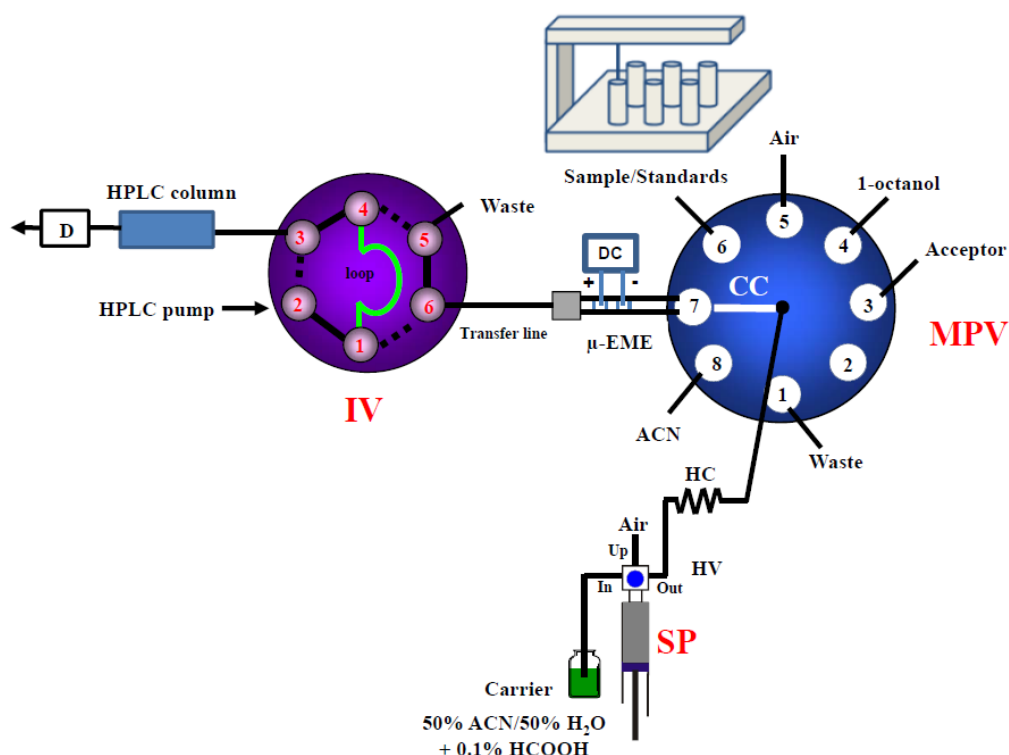 Sample/Standards
Air
1-octanol
Acceptor
5
6
4
3
2
1
8
7
CC
MPV
ACN
Waste
HPLC column
D
HPLC pump
Waste
4
3
5
loop
2
6
1
IV
Transfer line
DC
+ -
µ-EME
HC
Air
Up
HV
In
Out
SP
Carrier
50% ACN/50% H₂O
+ 0.1% HCOOH